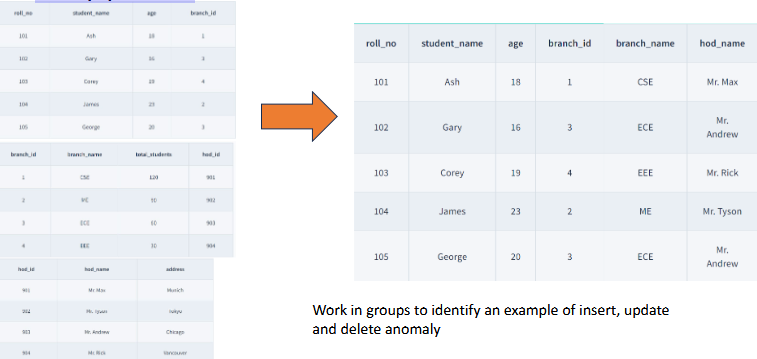 roll_no student_name age branch_id
101 Ash 18 1
102 Gary 16 3
103 Corey 4
104 James 23 2
105 George 20 3
branch_id branch_name total_students hod_id
1 CSE 120 901
2 ME 902
3 ECE 60 903
4 EEE 904
hod_id hod_name address
901 Mr. Max Munich
902 Mr. Tyson Tokyo
903 Mr. Andrew Chicago
904 Mr. Rick Vancouver
roll_no student_name age branch_id branch_name hod_name
101 Ash 18 1 CSE Mr. Max
102 Gary 16 3 ECE Mr.
Andrew
103 Corey 19 4 EEE Mr. Rick
104 James 23 2 ME Mr. Tyson
105 George 20 3 ECE Mr.
Andrew
Work in groups to identify an example of insert, update
and delete anomaly